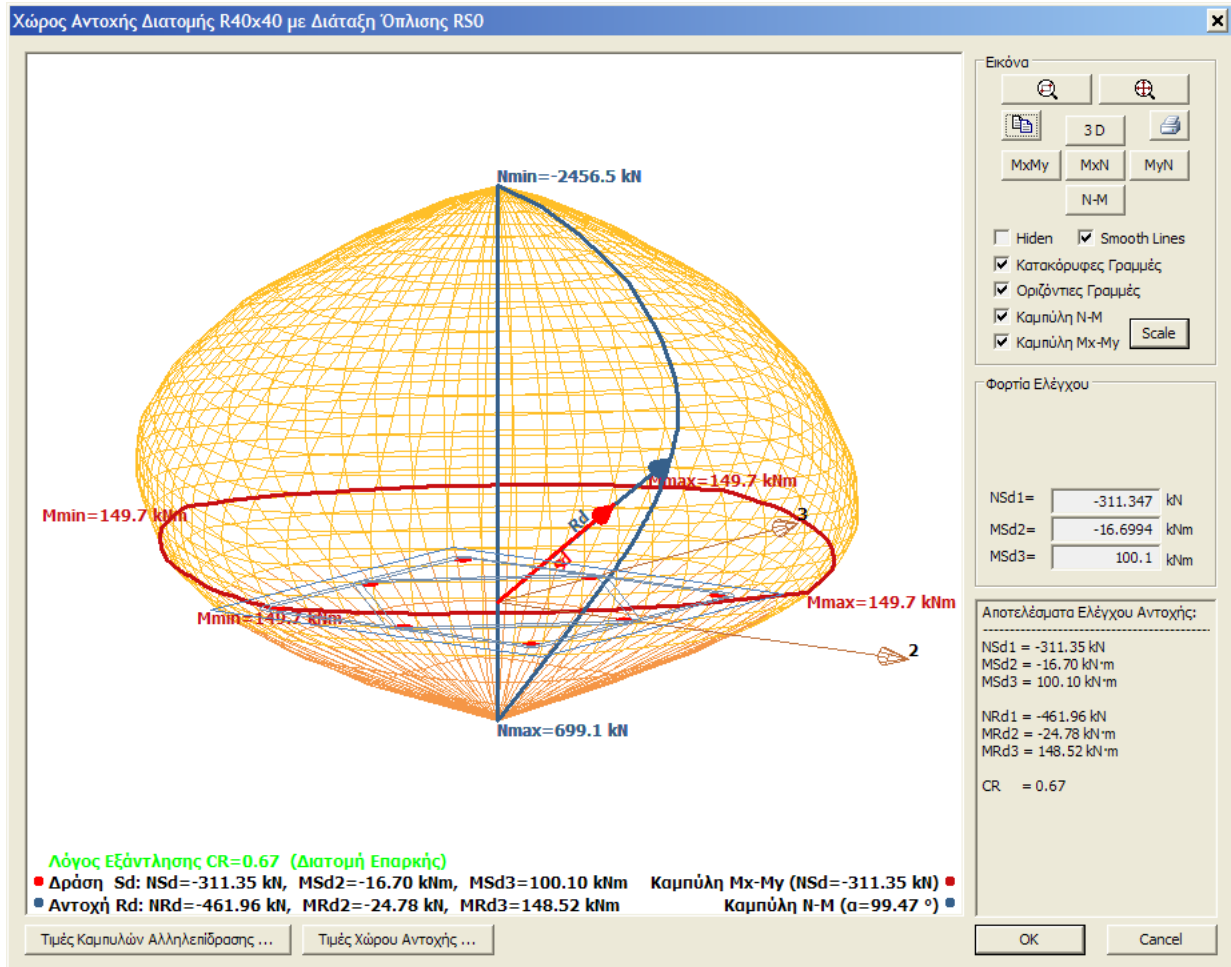 Χώρος Αντοχής Διατομής R40x40 με Διάταξη Όπλισης RS0
Εικόνα
3 D
MxMy MxN MyN
N-M
Hiden Smooth Lines
Κατακόρυφες Γραμμές
Οριζόντιες Γραμμές
Καμπύλη N-M
Καμπύλη Mx-My Scale
Φορτία Ελέγχου
NSd1= -311.347 kN
MSd2= -16.6994 kNm
MSd3= 100.1 kNm
Αποτελέσματα Ελέγχου Αντοχής:
NSd1 = -311.35 kN
MSd2 = -16.70 kN·m
MSd3 = 100.10 kN·m
NRd1 = -461.96 kN
MRd2 = -24.78 kN·m
MRd3 = 148.52 kN·m
CR = 0.67
Nmin=-2456.5 kN
Mmax=149.7 kNm
Mmin=149.7 kNm
Rd
3
Sd
Mmax=149.7 kNm
Mmin=149.7 kNm
2
Nmax=699.1 kN
Λόγος Εξάντλησης CR=0.67 (Διατομή Επαρκής)
Δράση Sd: NSd=-311.35 kN, MSd2=-16.70 kNm, MSd3=100.10 kNm Καμπύλη Mx-My (NSd=-311.35 kN)
Αντοχή Rd: NRd=-461.96 kN, MRd2=-24.78 kNm, MRd3=148.52 kNm Καμπύλη N-M (α=99.47 °)
Τιμές Καμπυλών Αλληλεπίδρασης ... Τιμές Χώρου Αντοχής ... OK Cancel